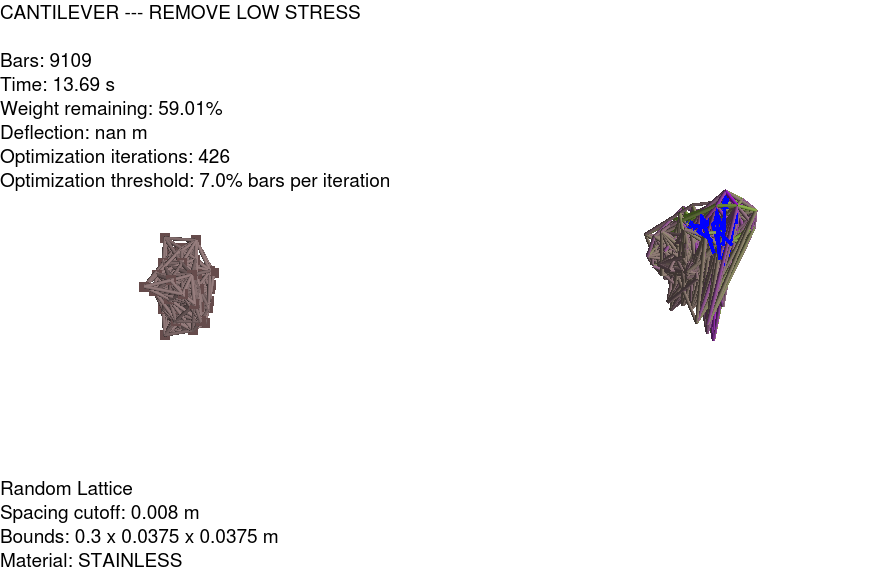 CANTILEVER --- REMOVE LOW STRESS
Bars: 9109
Time: 13.69 s
Weight remaining: 59.01%
Deflection: nan m
Optimization iterations: 426
Optimization threshold: 7.0% bars per iteration
Random Lattice
Spacing cutoff: 0.008 m
Bounds: 0.3 x 0.0375 x 0.0375 m
Material: STAINLESS